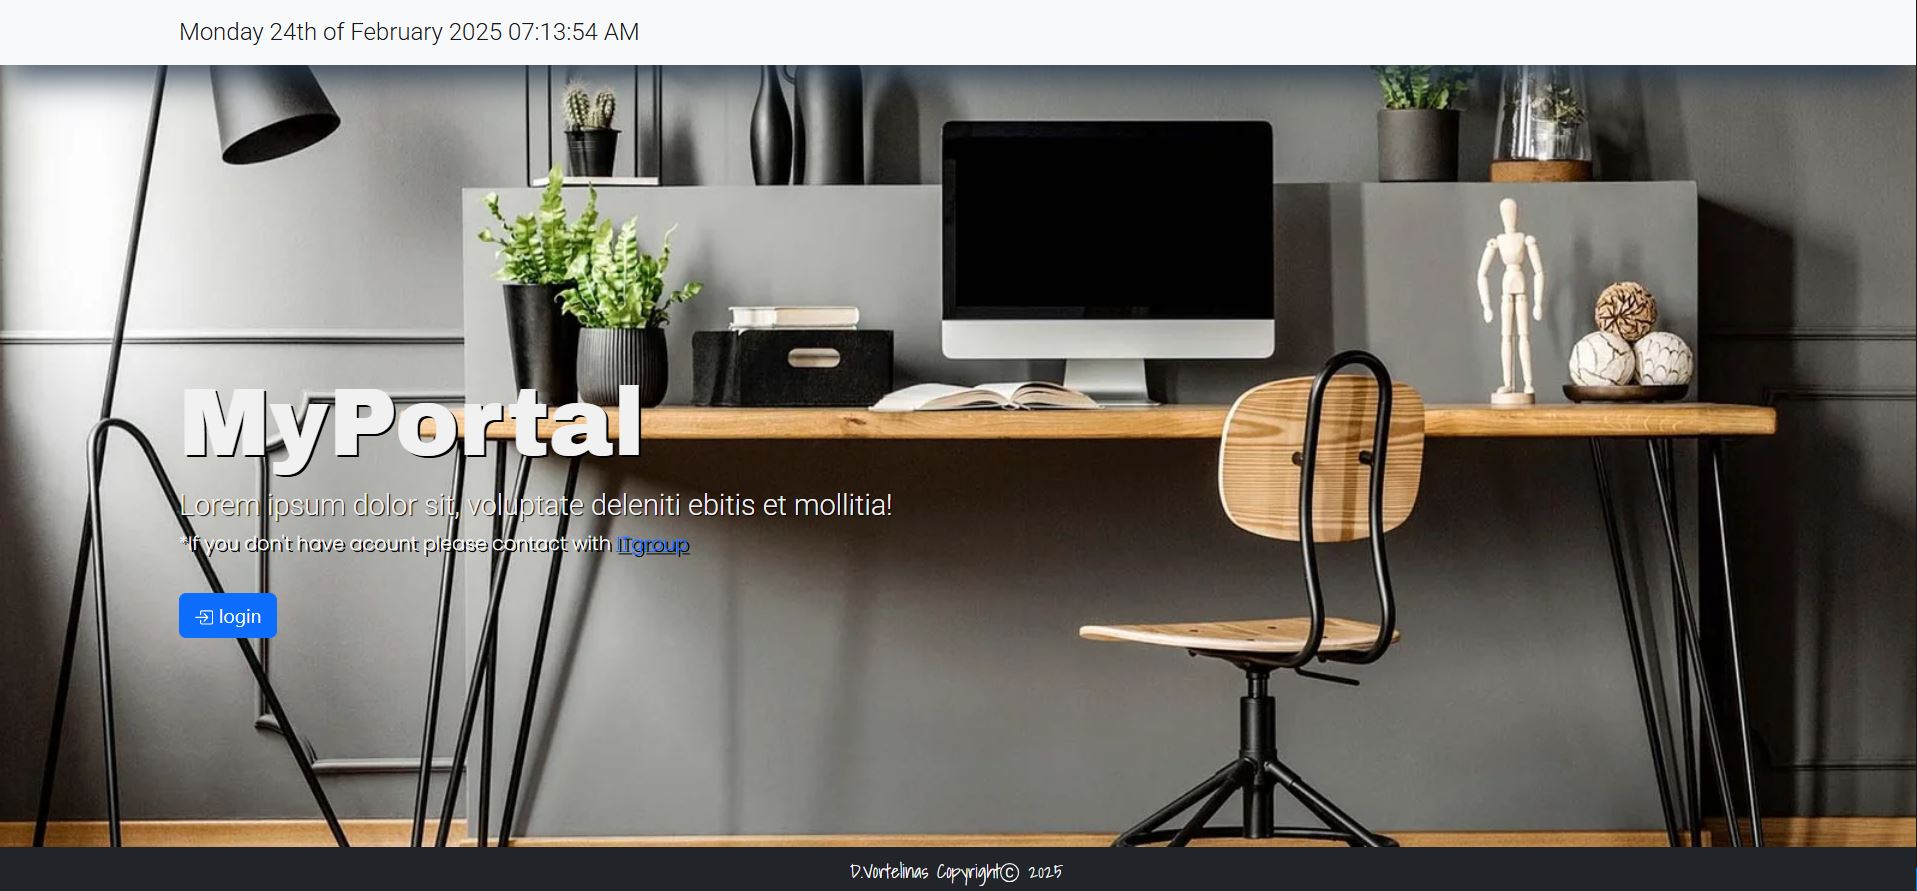 Monday 24th of February 2025 07:13:54 AM
MyPortal
Lorem ipsum dolor sit, voluptate deleniti ebitis et mollitia!
*If you don't have acount please contact with ITgroup
login
D.Vortelinas Copyright© 2025